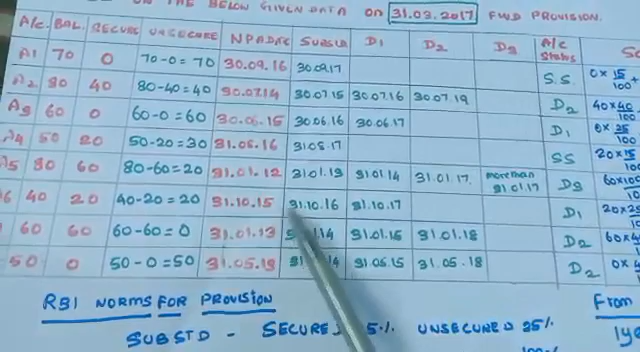 ON THE BELOW GIVEN DATA ON 31.03.2017 FIND PROVISION.
A/C. BAL. SECURE UNSECURE NPADATE SUBSTD D1 D2 D3 A/C Status
A1 70 0 70-0=70 30.09.16 30.09.17 S.S. 0×15/100+
A2 80 40 80-40=40 30.07.14 30.07.15 30.07.16 30.07.19 D2 40×40/100
A3 60 0 60-0=60 30.06.15 30.06.16 30.06.17 D1 0×25/100
A4 50 20 50-20=30 31.08.16 31.08.17 SS 20×15/100
A5 80 60 80-60=20 31.01.12 31.01.13 31.01.14 31.01.17 more than 31.01.17 D3 60×100
A6 40 20 40-20=20 31.10.15 31.10.16 31.10.17 D1 20×25
60 60 60-60=0 31.01.13 31.01.15 31.01.18 D2 60×4
50 0 50-0=50 31.05.13 31.05.15 31.05.18 D2 0×4
RBI NORMS FOR PROVISION
SUBSTD - SECURED 15% UNSECURED 25%
From
1ye